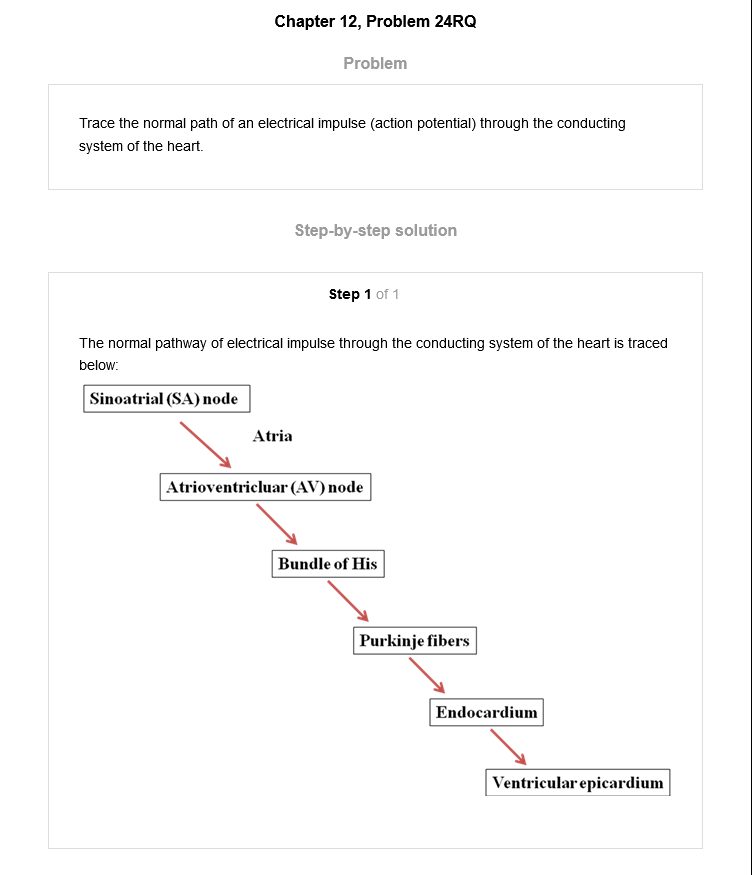 Chapter 12, Problem 24RQ
Problem
Trace the normal path of an electrical impulse (action potential) through the conducting
system of the heart.
Step-by-step solution
Step 1 of 1
The normal pathway of electrical impulse through the conducting system of the heart is traced
below:
Sinoatrial (SA) node
Atria
Atrioventricluar (AV) node
Bundle of His
Purkinje fibers
Endocardium
Ventricular epicardium